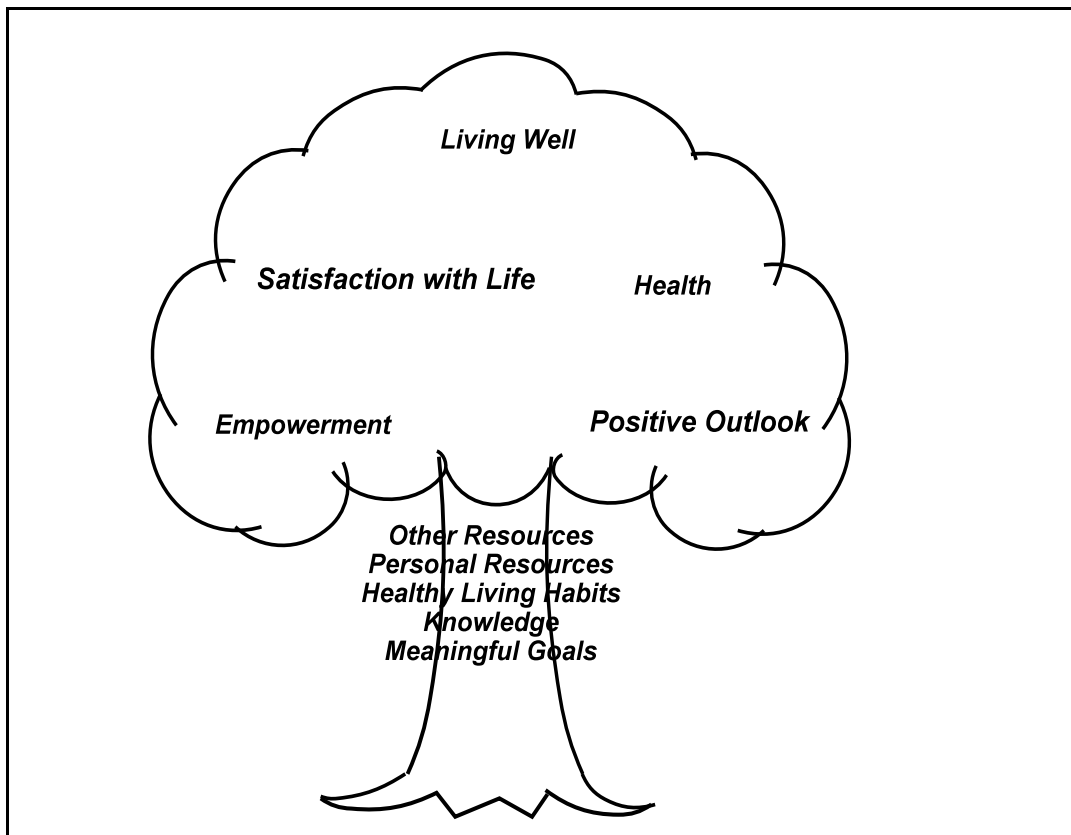 Living Well
Satisfaction with Life
Health
Empowerment
Positive Outlook
Other Resources
Personal Resources
Healthy Living Habits
Knowledge
Meaningful Goals